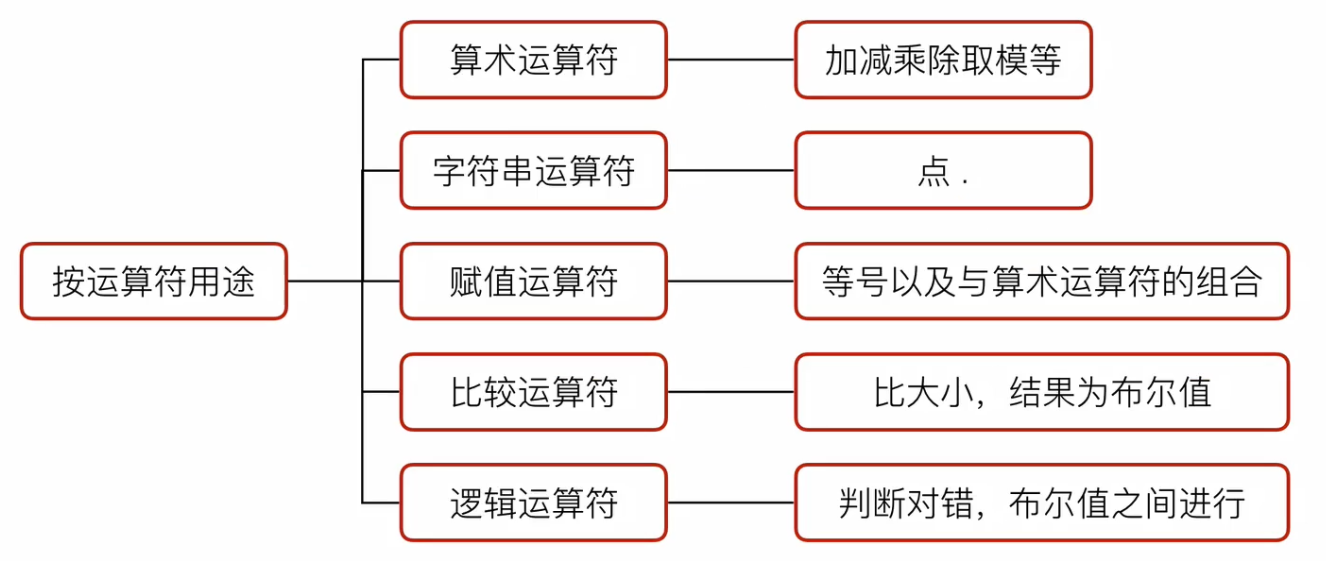 算术运算符
加减乘除取模等
字符串运算符
点 .
按运算符用途
赋值运算符
等号以及与算术运算符的组合
比较运算符
比大小，结果为布尔值
逻辑运算符
判断对错，布尔值之间进行